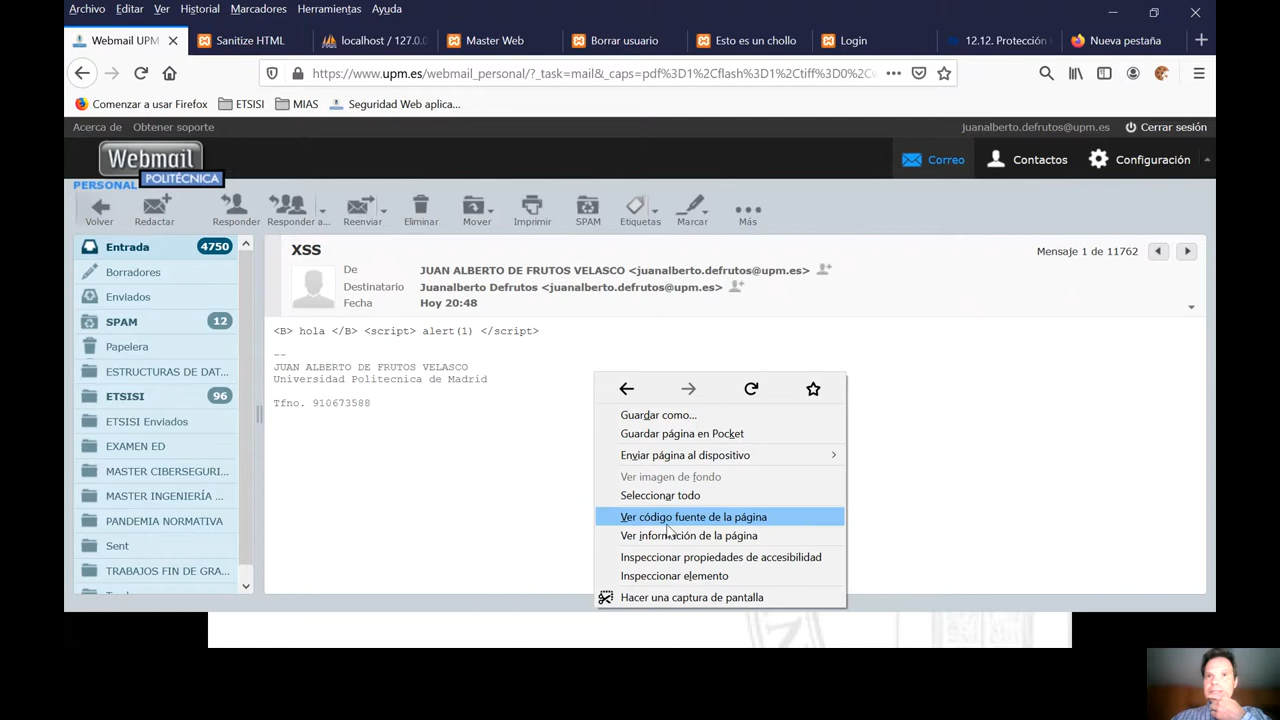 Archivo Editar Ver Historial Marcadores Herramientas Ayuda
Webmail UPM Sanitize HTML localhost / 127.0. Master Web Borrar usuario Esto es un chollo Login 12.12. Protección Nueva pestaña
https://www.upm.es/webmail_personal/?_task=mail&_caps=pdf%3D1%2Cflash%3D1%2Ctiff%3D0%2Cw
Comenzar a usar Firefox ETSISI MIAS Seguridad Web aplica...
Acerca de Obtener soporte juanalberto.defrutos@upm.es Cerrar sesión
Webmail
POLITÉCNICA
PERSONAL
Correo Contactos Configuración
Volver Redactar Responder Responder a... Reenviar Eliminar Mover Imprimir SPAM Etiquetas Marcar Más
Entrada 4750
Borradores
Enviados
SPAM 12
Papelera
ESTRUCTURAS DE DAT...
ETSISI 96
ETSISI Enviados
EXAMEN ED
MASTER CIBERSEGURI...
MASTER INGENIERÍA ...
PANDEMIA NORMATIVA
Sent
TRABAJOS FIN DE GRA...
XSS Mensaje 1 de 11762
De JUAN ALBERTO DE FRUTOS VELASCO <juanalberto.defrutos@upm.es>
Destinatario Juanalberto Defrutos <juanalberto.defrutos@upm.es>
Fecha Hoy 20:48
<B> hola </B> <script> alert(1) </script>
--
JUAN ALBERTO DE FRUTOS VELASCO
Universidad Politecnica de Madrid
Tfno. 910673588
Guardar como...
Guardar página en Pocket
Enviar página al dispositivo
Ver imagen de fondo
Seleccionar todo
Ver código fuente de la página
Ver información de la página
Inspeccionar propiedades de accesibilidad
Inspeccionar elemento
Hacer una captura de pantalla